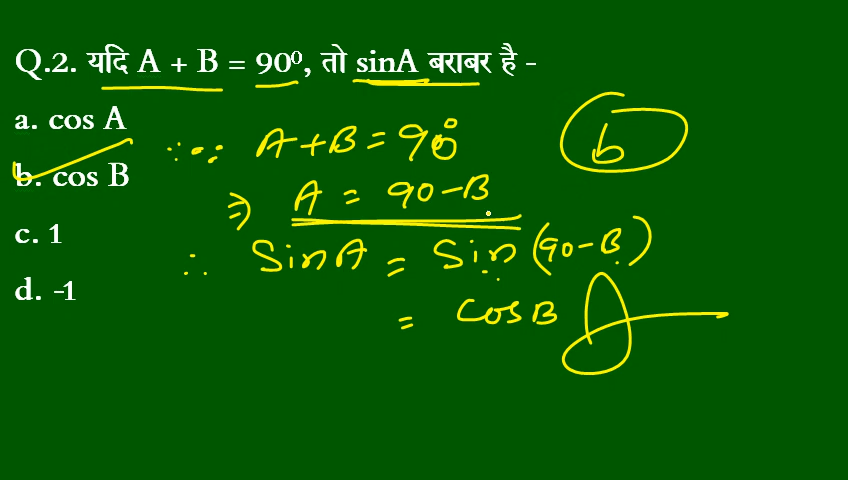 Q.2. यदि A + B = 90⁰, तो sinA बराबर है -
a. cos A
b. cos B
c. 1
d. -1
∵ A+B = 90°
⇒ A = 90-B
∴ SinA = Sin (90-B)
= COSB
b